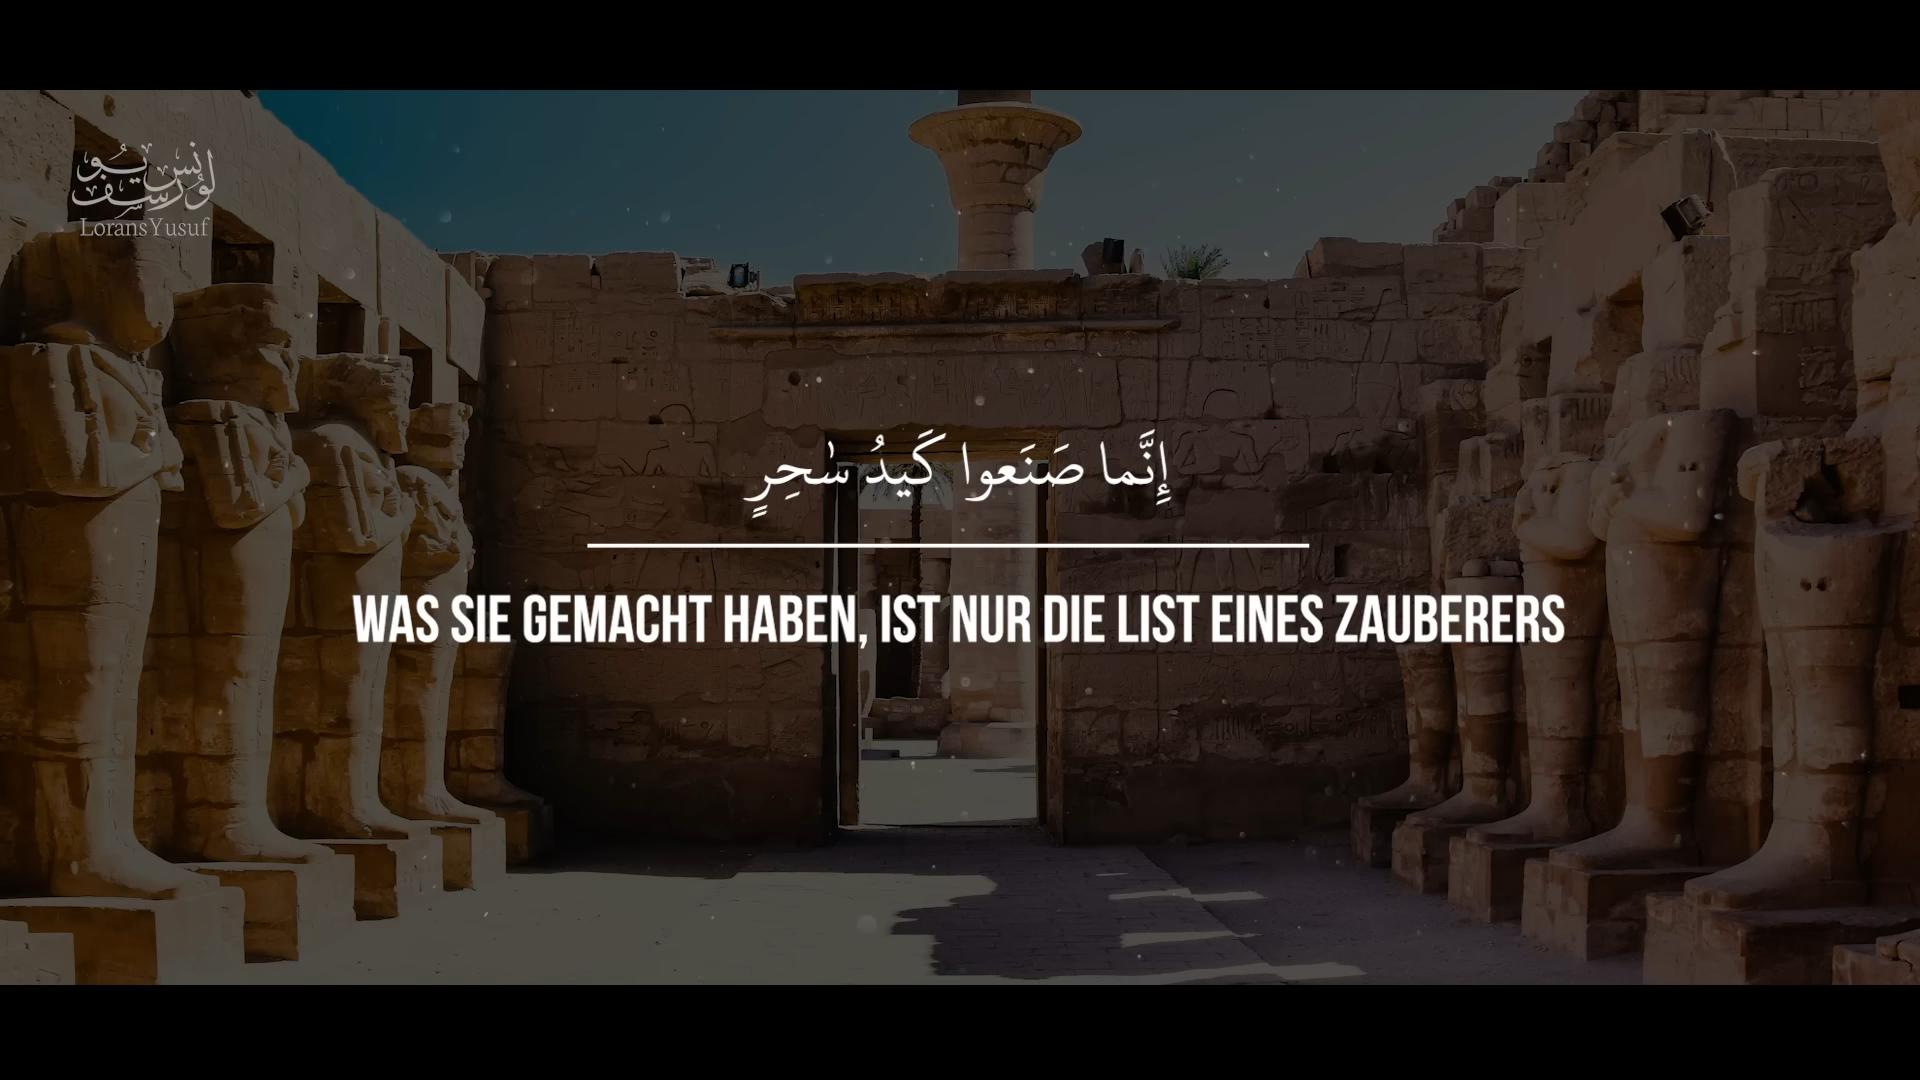 لورنس يوسف
LoransYusuf
إِنَّما صَنَعوا كَيدُ سٰحِرٍ
WAS SIE GEMACHT HABEN, IST NUR DIE LIST EINES ZAUBERERS